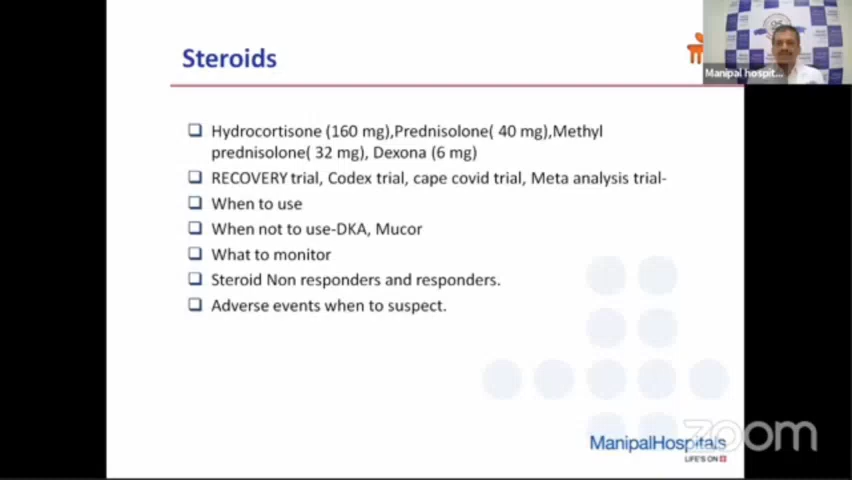 Steroids
Manipal hospit...
Hydrocortisone (160 mg),Prednisolone( 40 mg),Methyl
prednisolone( 32 mg), Dexona (6 mg)
RECOVERY trial, Codex trial, cape covid trial, Meta analysis trial-
When to use
When not to use-DKA, Mucor
What to monitor
Steroid Non responders and responders.
Adverse events when to suspect.
ManipalHospitals
LIFE'S ON
zoom